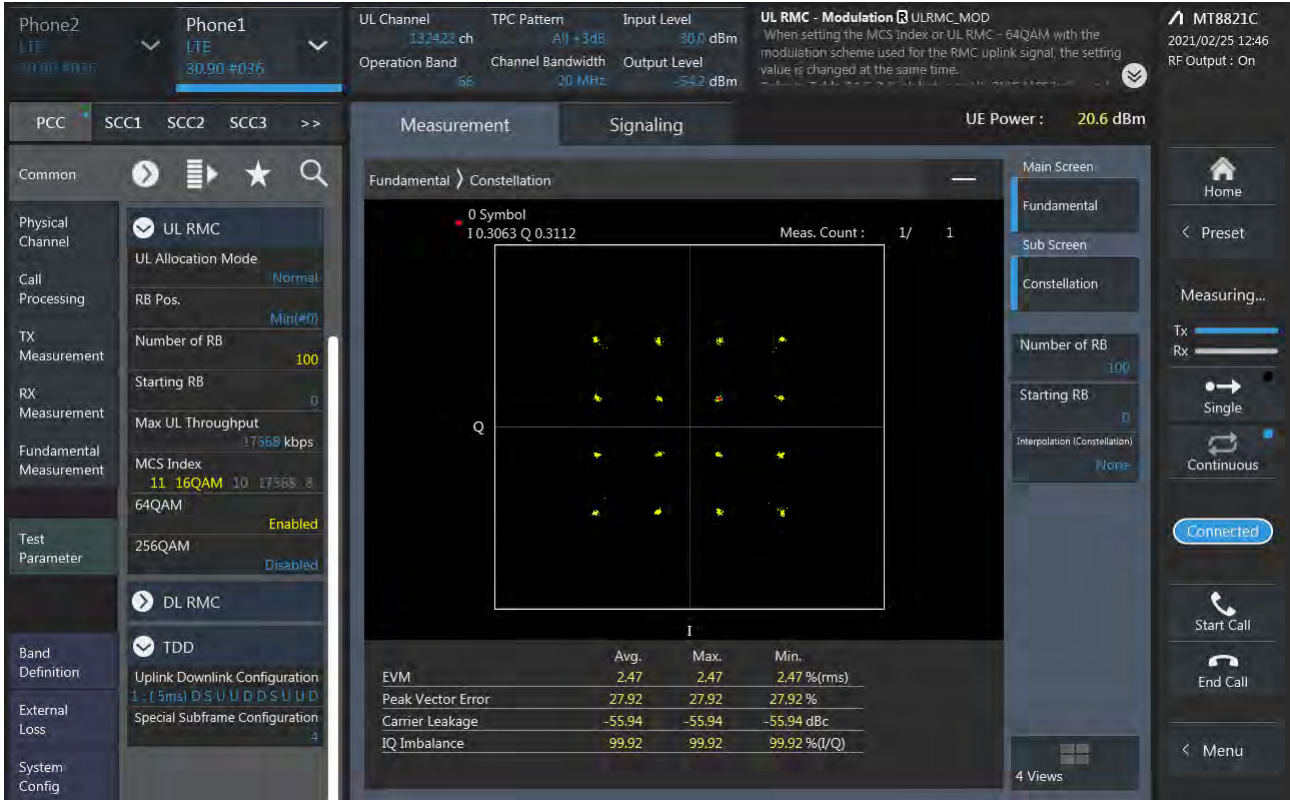 Phone2
LTE
30.90 #036
Phone1
LTE
30.90 #036
UL Channel
132422 ch
TPC Pattern
All +3dB
Input Level
30.0 dBm
Operation Band
66
Channel Bandwidth
20 MHz
Output Level
-54.2 dBm
UL RMC - Modulation R ULRMC_MOD
When setting the MCS Index or UL RMC - 64QAM with the
modulation scheme used for the RMC uplink signal, the setting
value is changed at the same time.
MT8821C
2021/02/25 12:46
RF Output : On
PCC
SCC1
SCC2
SCC3
>>
Measurement
Signaling
UE Power : 20.6 dBm
Common
Physical
Channel
Call
Processing
TX
Measurement
RX
Measurement
Fundamental
Measurement
Test
Parameter
Band
Definition
External
Loss
System
Config
UL RMC
UL Allocation Mode
Normal
RB Pos.
Min(#0)
Number of RB
100
Starting RB
0
Max UL Throughput
17568 kbps
MCS Index
11 16QAM 10 17568 8
64QAM
Enabled
256QAM
Disabled
DL RMC
TDD
Uplink Downlink Configuration
1 : ( 5ms) D S U U D D S U U D
Special Subframe Configuration
4
Fundamental
Constellation
0 Symbol
I 0.3063 Q 0.3112
Meas. Count : 1/ 1
Q
I
Avg. Max. Min.
EVM 2.47 2.47 2.47 %(rms)
Peak Vector Error 27.92 27.92 27.92 %
Carrier Leakage -55.94 -55.94 -55.94 dBc
IQ Imbalance 99.92 99.92 99.92 %(I/Q)
Main Screen
Fundamental
Sub Screen
Constellation
Number of RB
100
Starting RB
0
Interpolation (Constellation)
None
4 Views
Home
< Preset
Measuring...
Tx
Rx
Single
Continuous
Connected
Start Call
End Call
< Menu